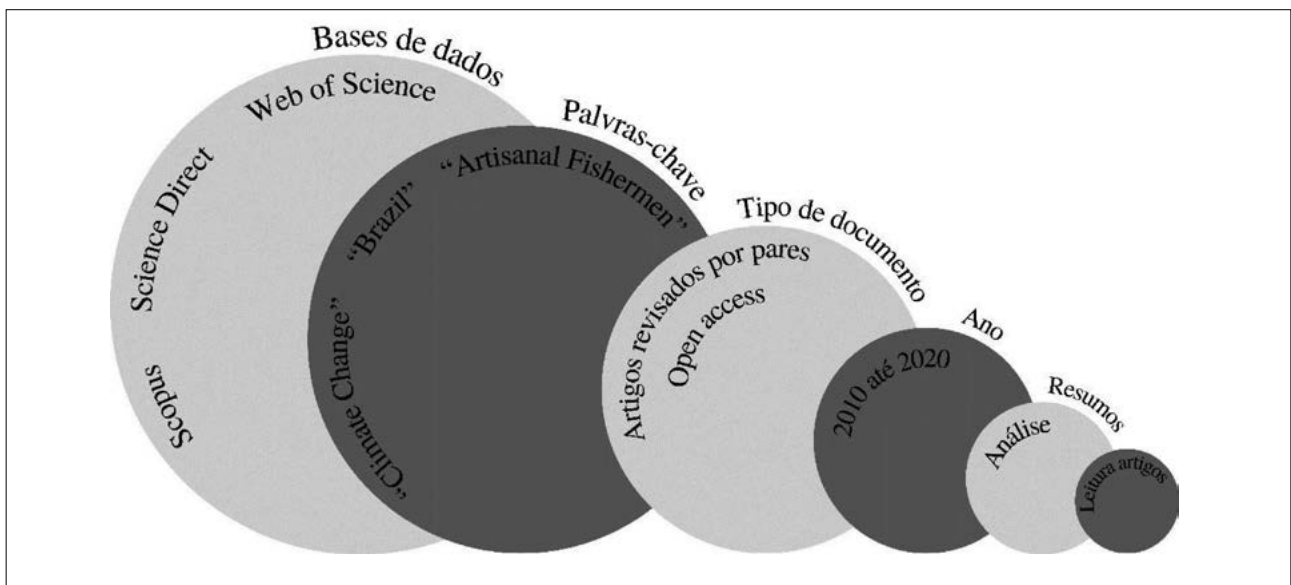 Bases de dados
Web of Science
Science Direct
Scopus
Palvras-chave
“Artisanal Fishermen”
“Brazil”
“Climate Change”
Tipo de documento
Artigos revisados por pares
Open access
Ano
2010 até 2020
Resumos
Análise
Leitura artigos